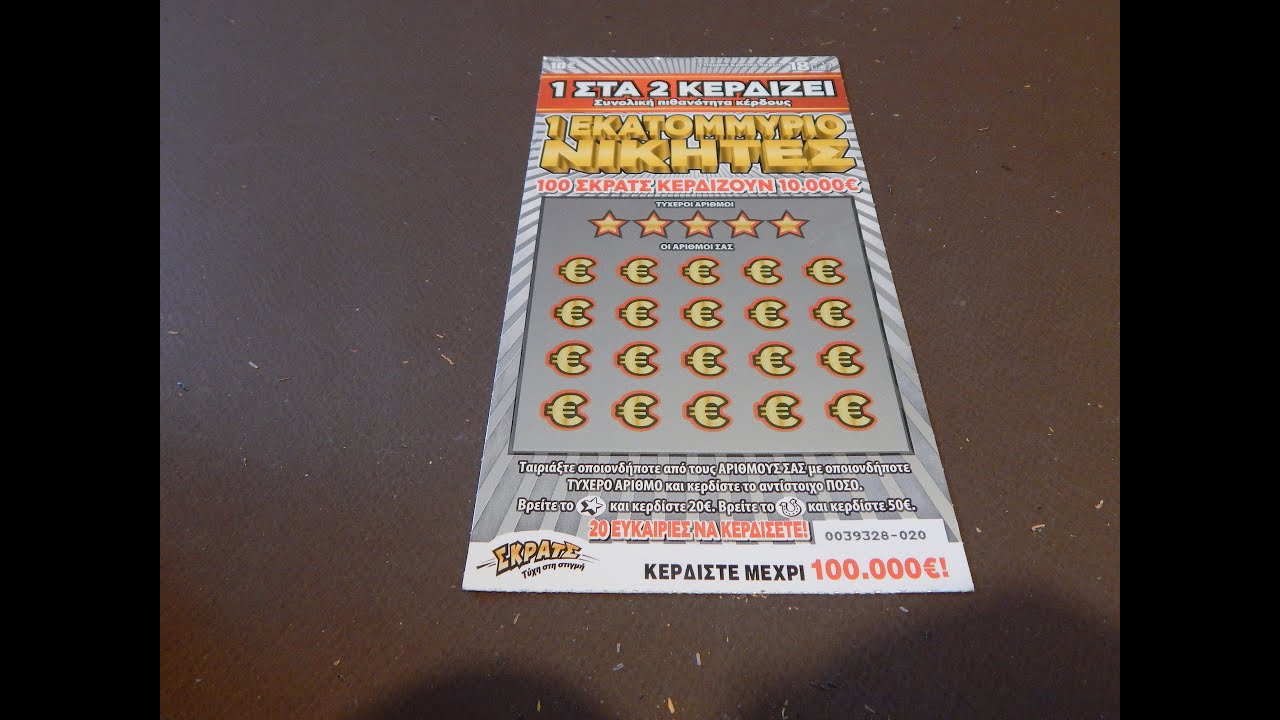 10€
18
1 ΣΤΑ 2 ΚΕΡΔΙΖΕΙ
Συνολική πιθανότητα κέρδους
1 ΕΚΑΤΟΜΜΥΡΙΟ
ΝΙΚΗΤΕΣ
100 ΣΚΡΑΤΣ ΚΕΡΔΙΖΟΥΝ 10.000€
ΤΥΧΕΡΟΙ ΑΡΙΘΜΟΙ
ΟΙ ΑΡΙΘΜΟΙ ΣΑΣ
€ € € € €
€ € € € €
€ € € € €
€ € € € €
Ταιριάξτε οποιονδήποτε από τους ΑΡΙΘΜΟΥΣ ΣΑΣ με οποιονδήποτε
ΤΥΧΕΡΟ ΑΡΙΘΜΟ και κερδίστε το αντίστοιχο ΠΟΣΟ.
Βρείτε το και κερδίστε 20€. Βρείτε το και κερδίστε 50€.
20 ΕΥΚΑΙΡΙΕΣ ΝΑ ΚΕΡΔΙΣΕΤΕ!
0039328-020
ΣΚΡΑΤΣ
Τύχη στη στιγμή
ΚΕΡΔΙΣΤΕ ΜΕΧΡΙ 100.000€!